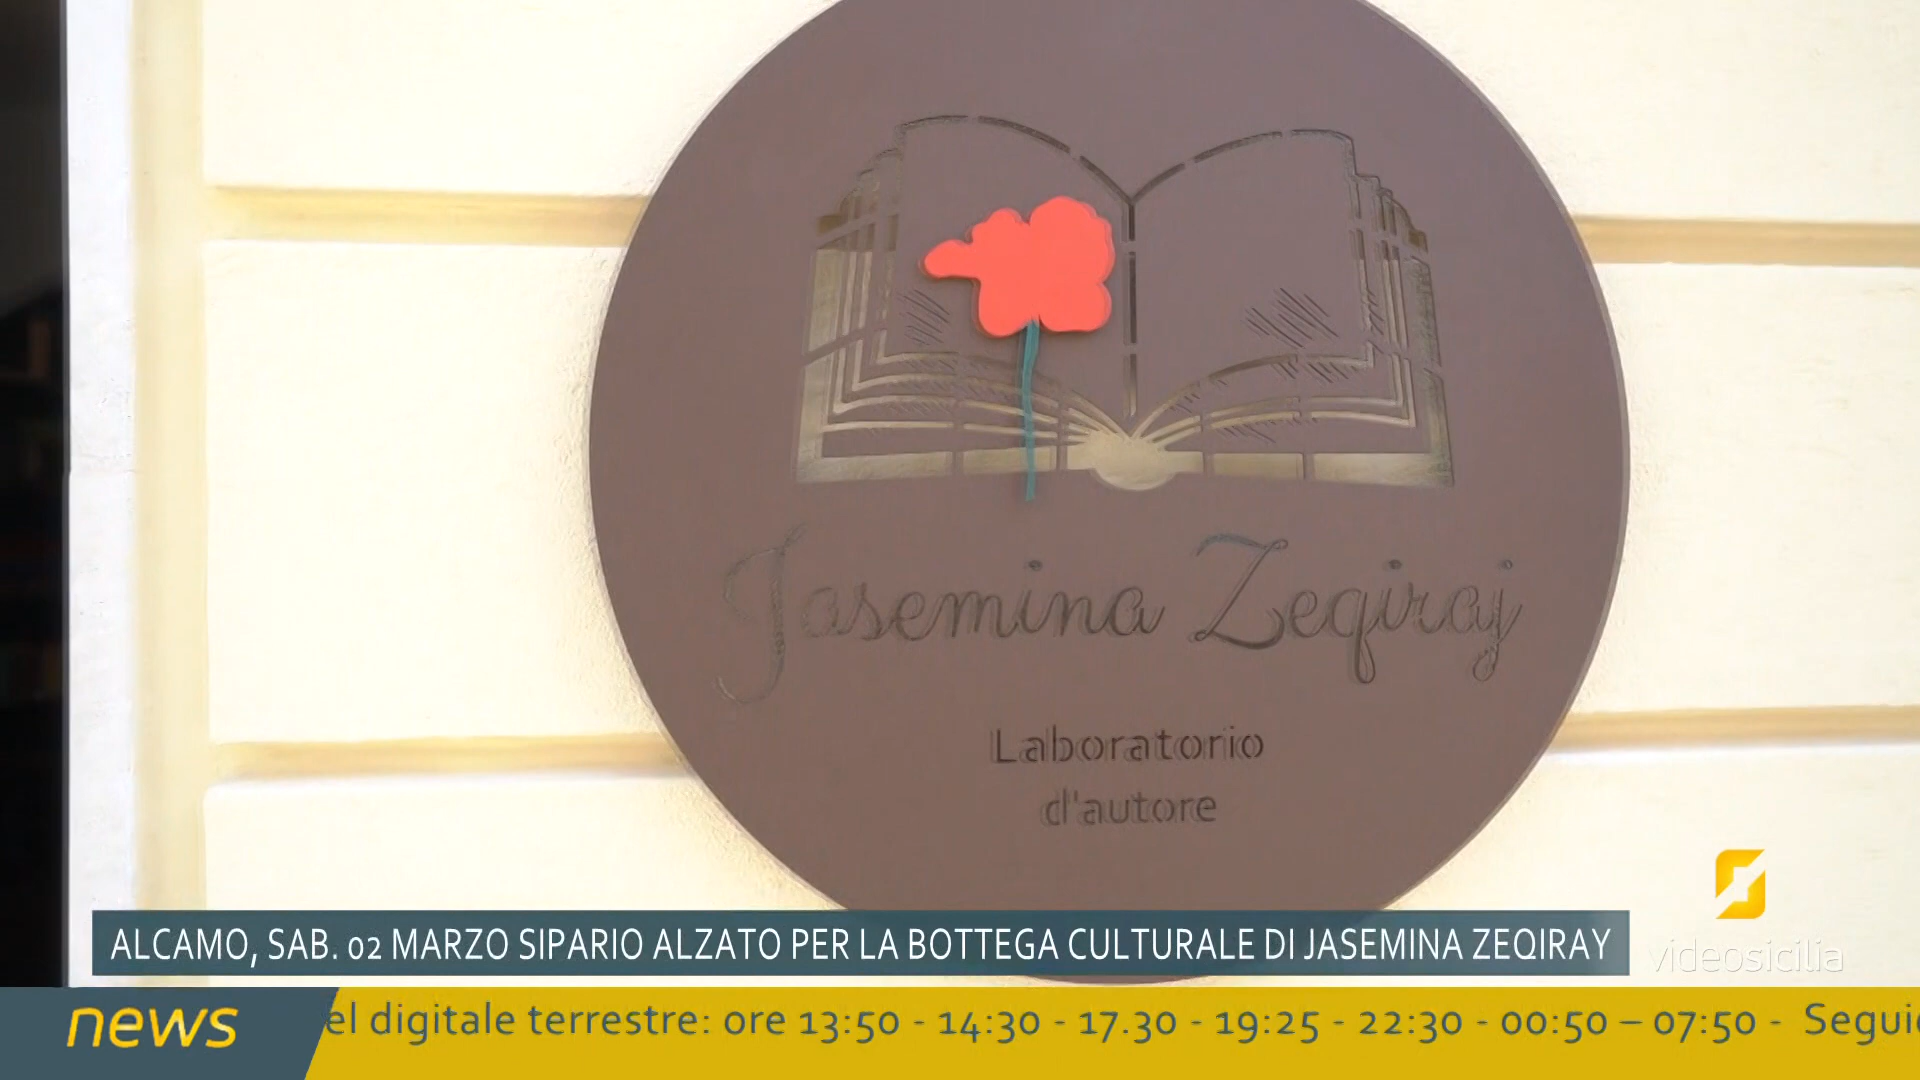 Jasemina Zeqiraj
Laboratorio
d'autore
ALCAMO, SAB. 02 MARZO SIPARIO ALZATO PER LA BOTTEGA CULTURALE DI JASEMINA ZEQIRAY
videosicilia
news
el digitale terrestre: ore 13:50 - 14:30 - 17.30 - 19:25 - 22:30 - 00:50 – 07:50 -